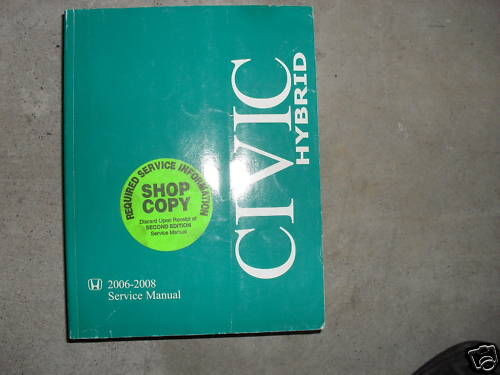 CIVIC
HYBRID
REQUIRED SERVICE INFORMATION
SHOP
COPY
Discard Upon Receipt of
SECOND EDITION
Service Manual
2006-2008
Service Manual